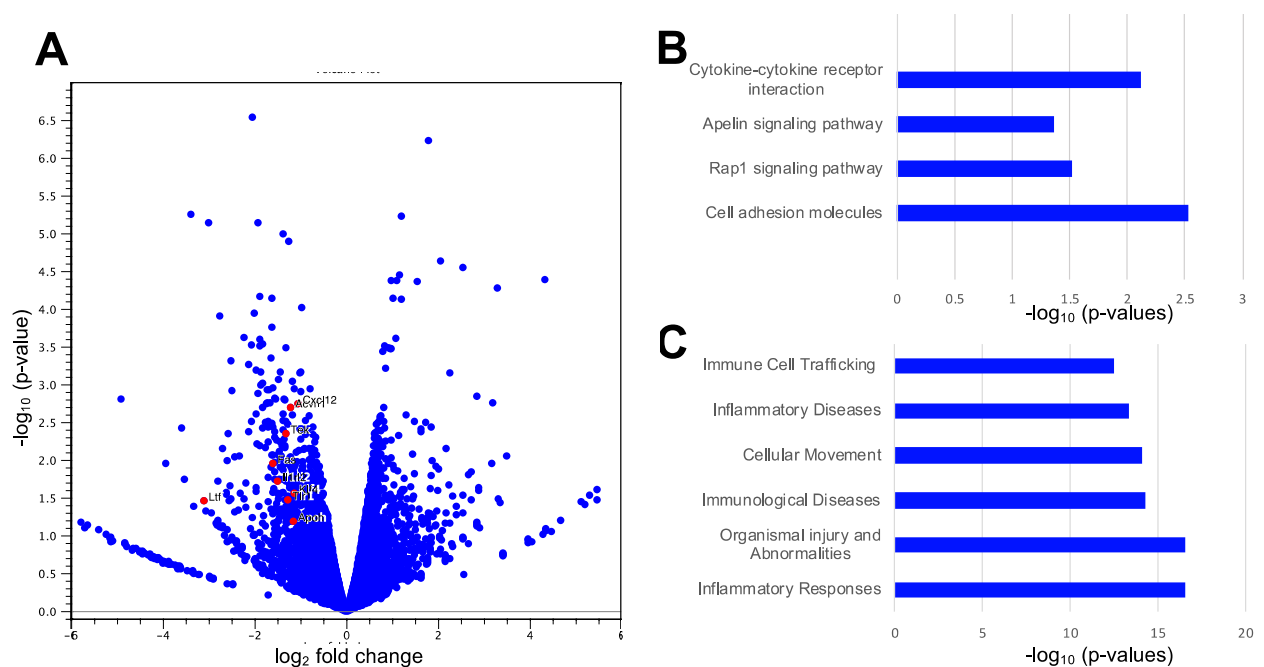 A
6.5
6.0
5.5
5.0
4.5
4.0
3.5
3.0
2.5
2.0
1.5
1.0
0.5
0.0
-log10 (p-value)
Cxcl12
Ltf
Apoh
-6
-4
-2
0
2
4
6
log2 fold change
B
Cytokine-cytokine receptor
interaction
Apelin signaling pathway
Rap1 signaling pathway
Cell adhesion molecules
0
0.5
1
1.5
2
2.5
3
-log10 (p-values)
C
Immune Cell Trafficking
Inflammatory Diseases
Cellular Movement
Immunological Diseases
Organismal injury and
Abnormalities
Inflammatory Responses
0
5
10
15
20
-log10 (p-values)